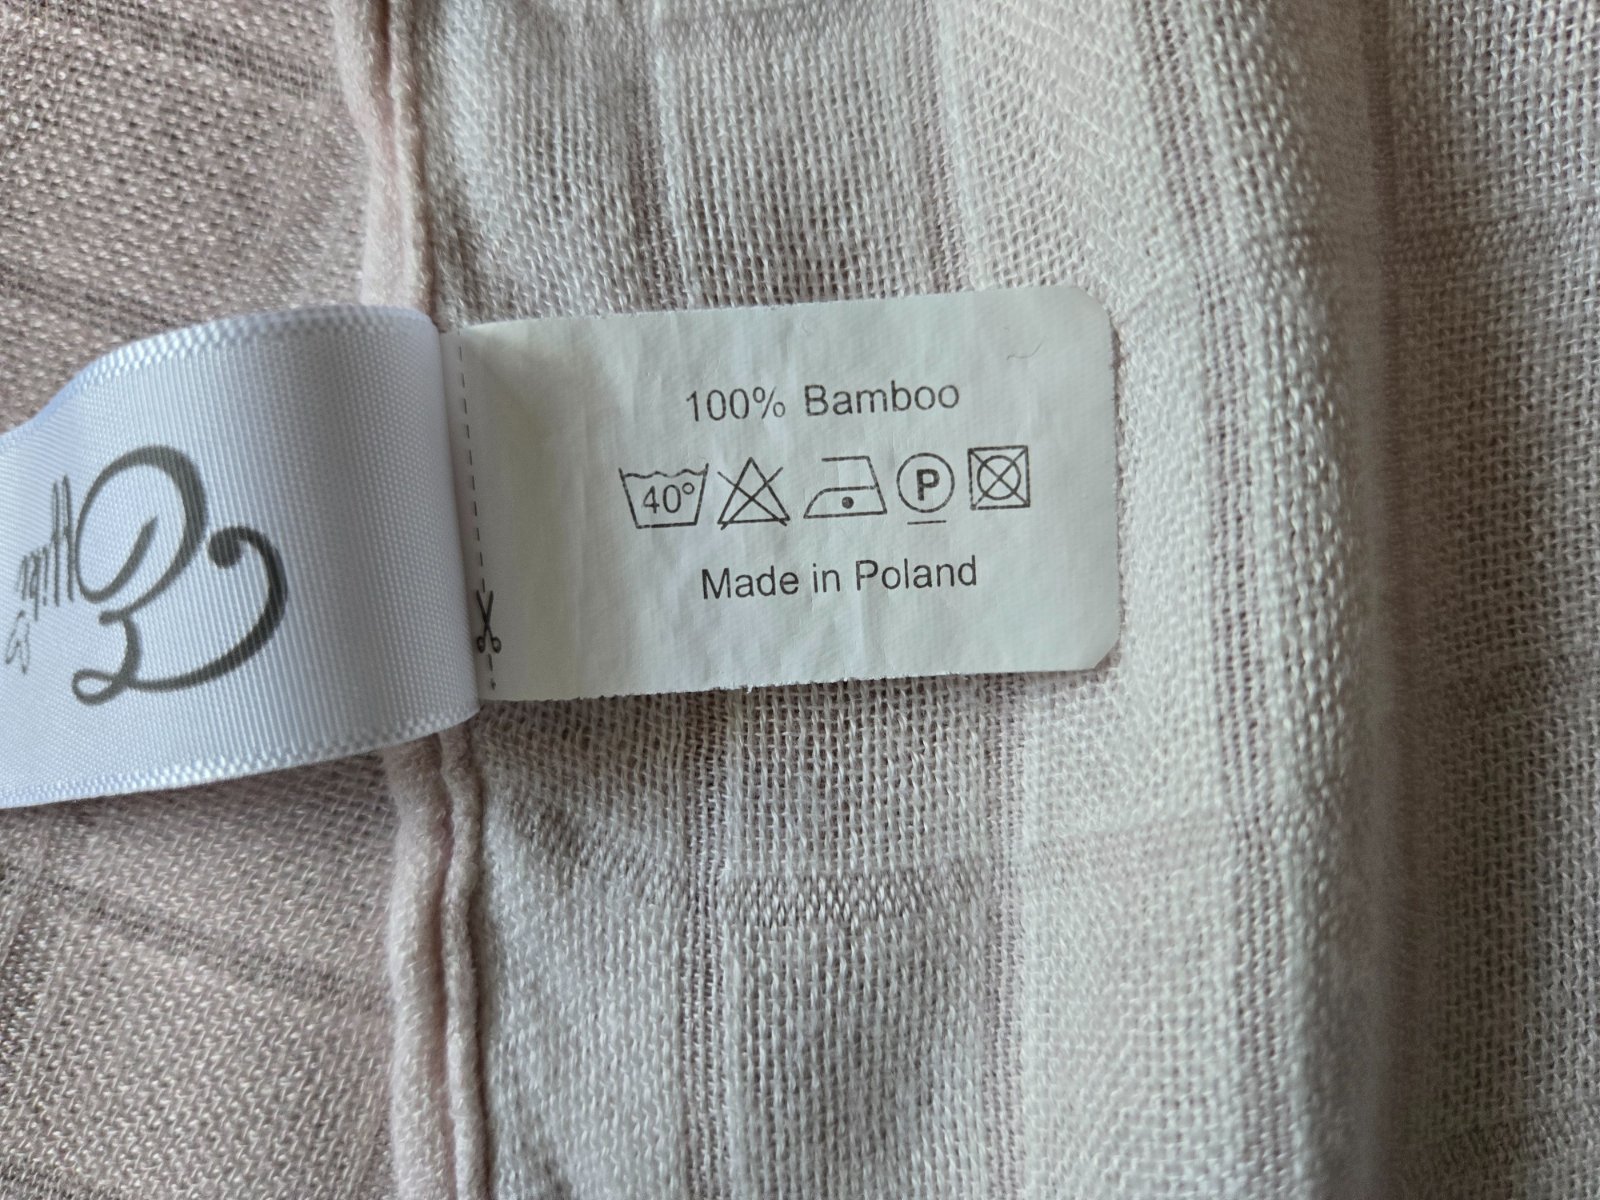 100% Bamboo
40° P
Made in Poland